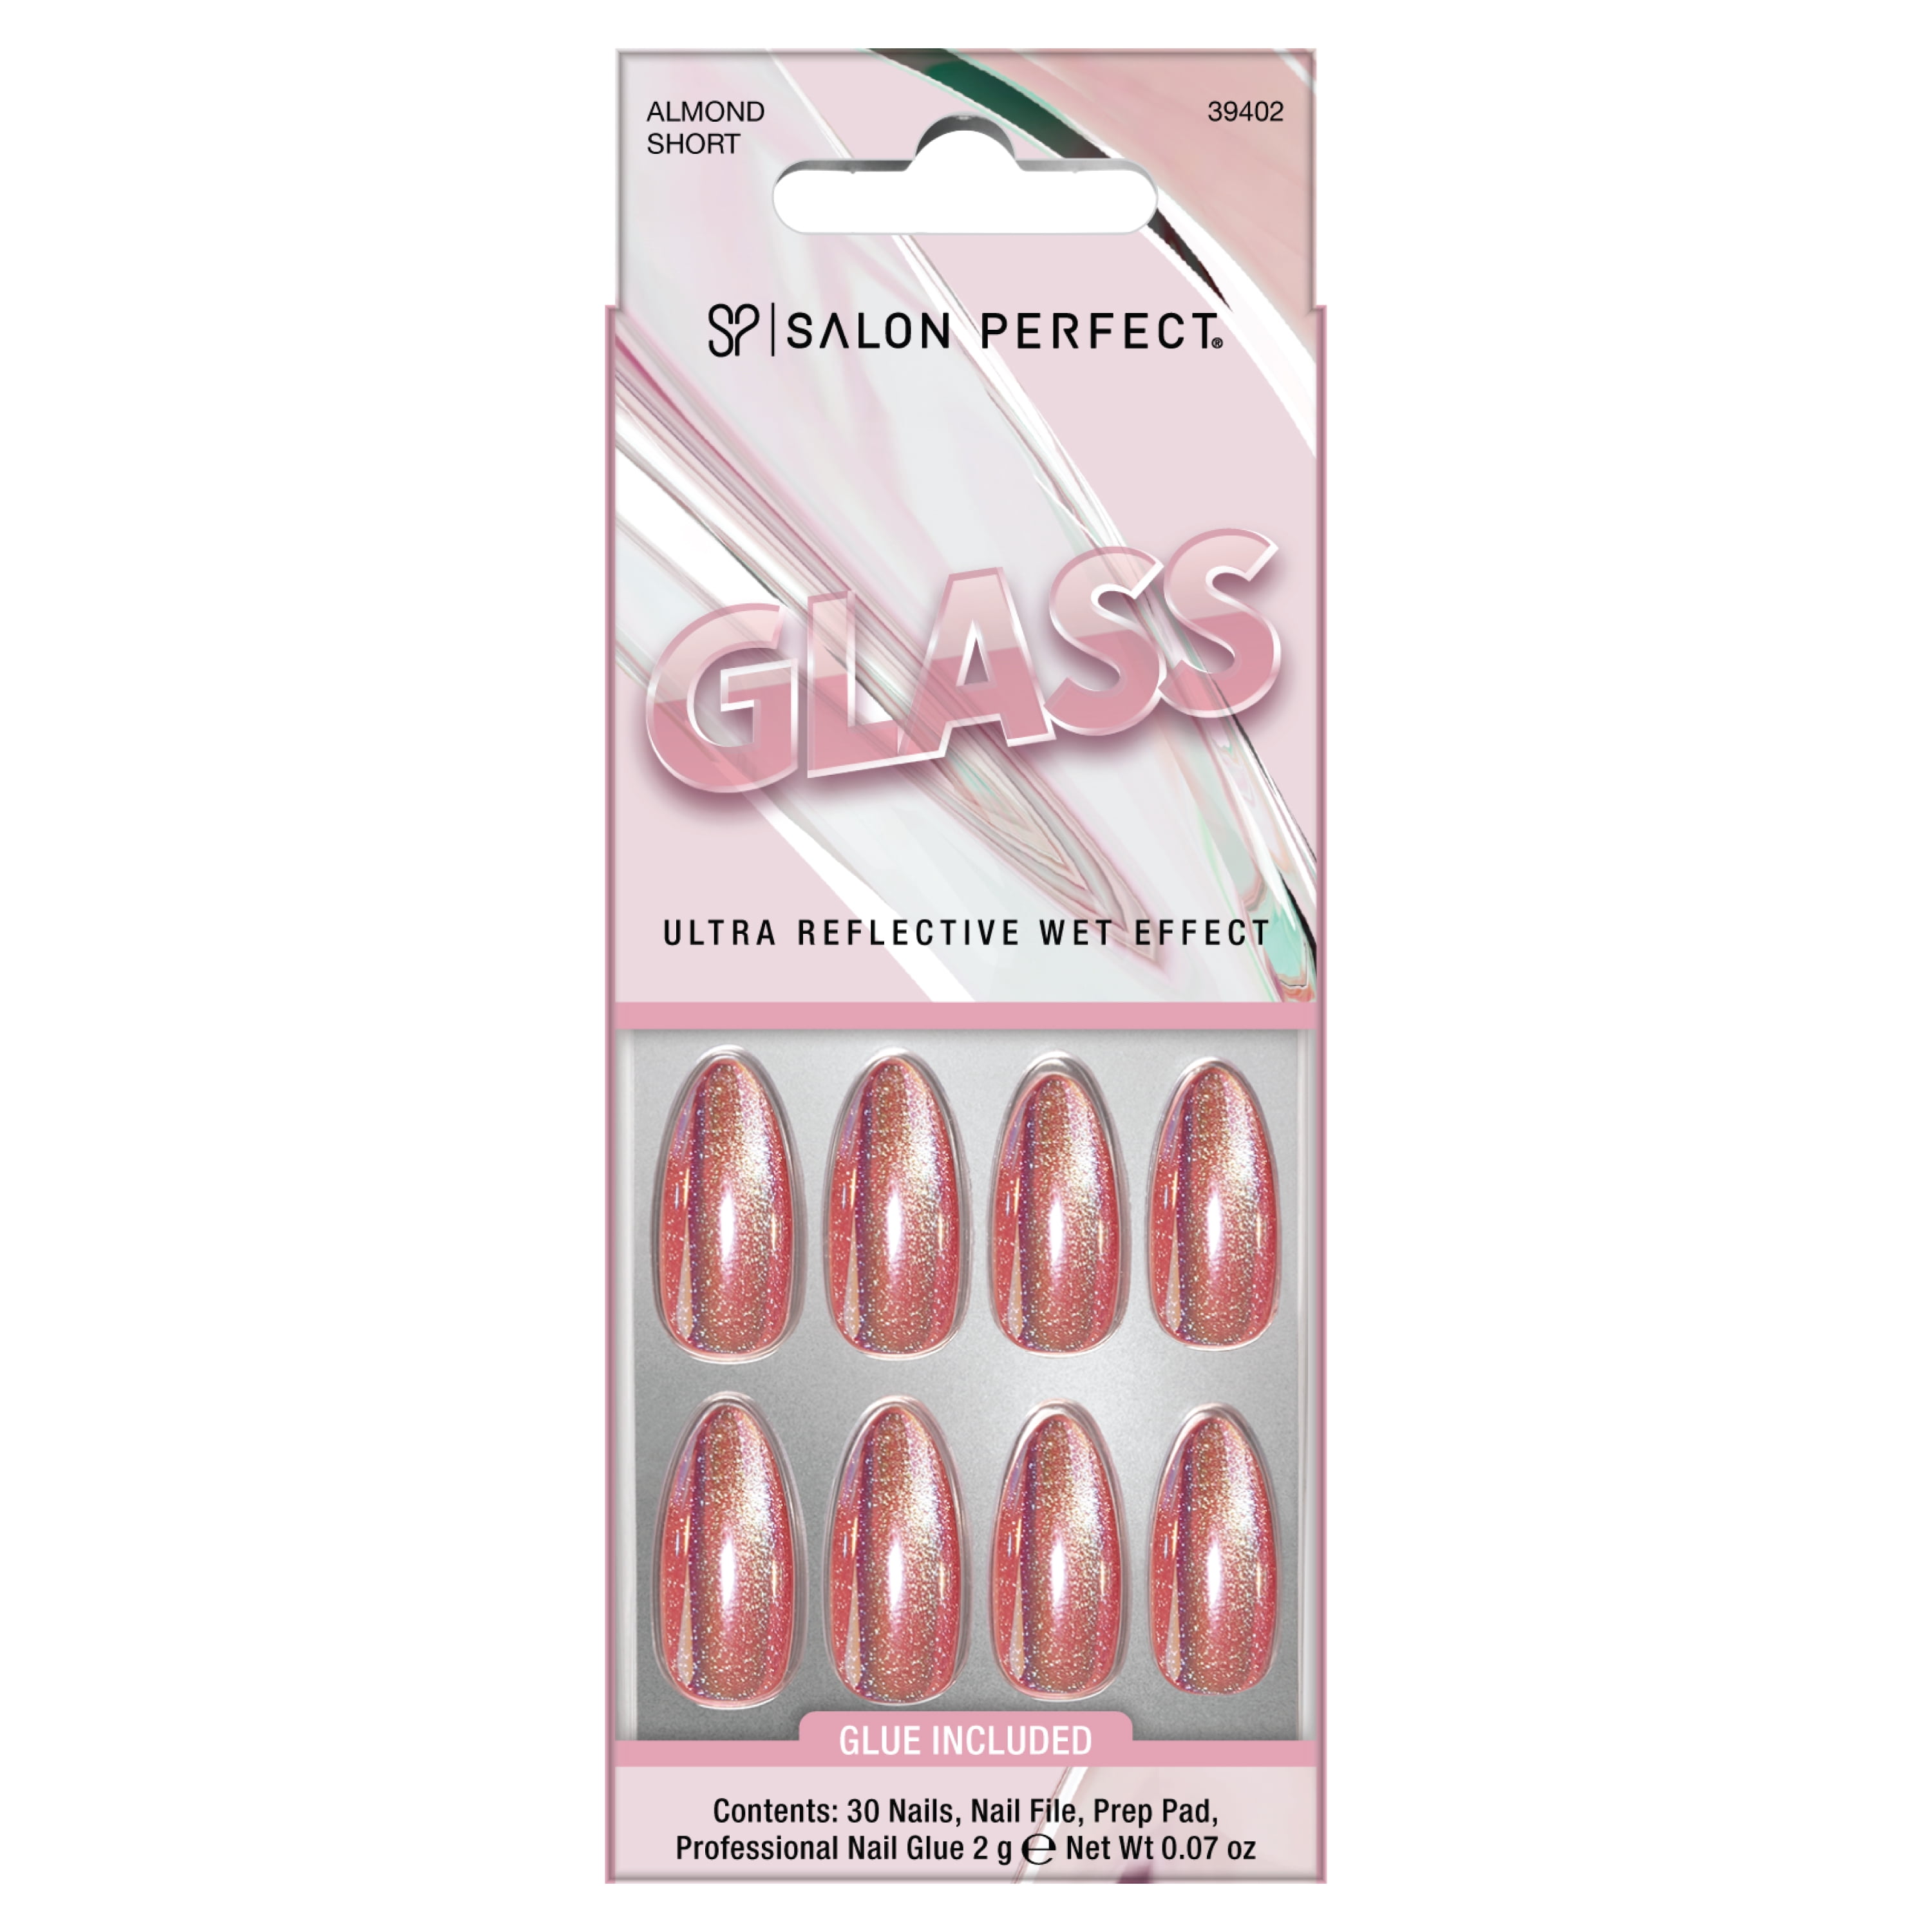 ALMOND
SHORT
39402
SP | SALON PERFECT®
GLASS
ULTRA REFLECTIVE WET EFFECT
GLUE INCLUDED
Contents: 30 Nails, Nail File, Prep Pad,
Professional Nail Glue 2 g ℮ Net Wt 0.07 oz